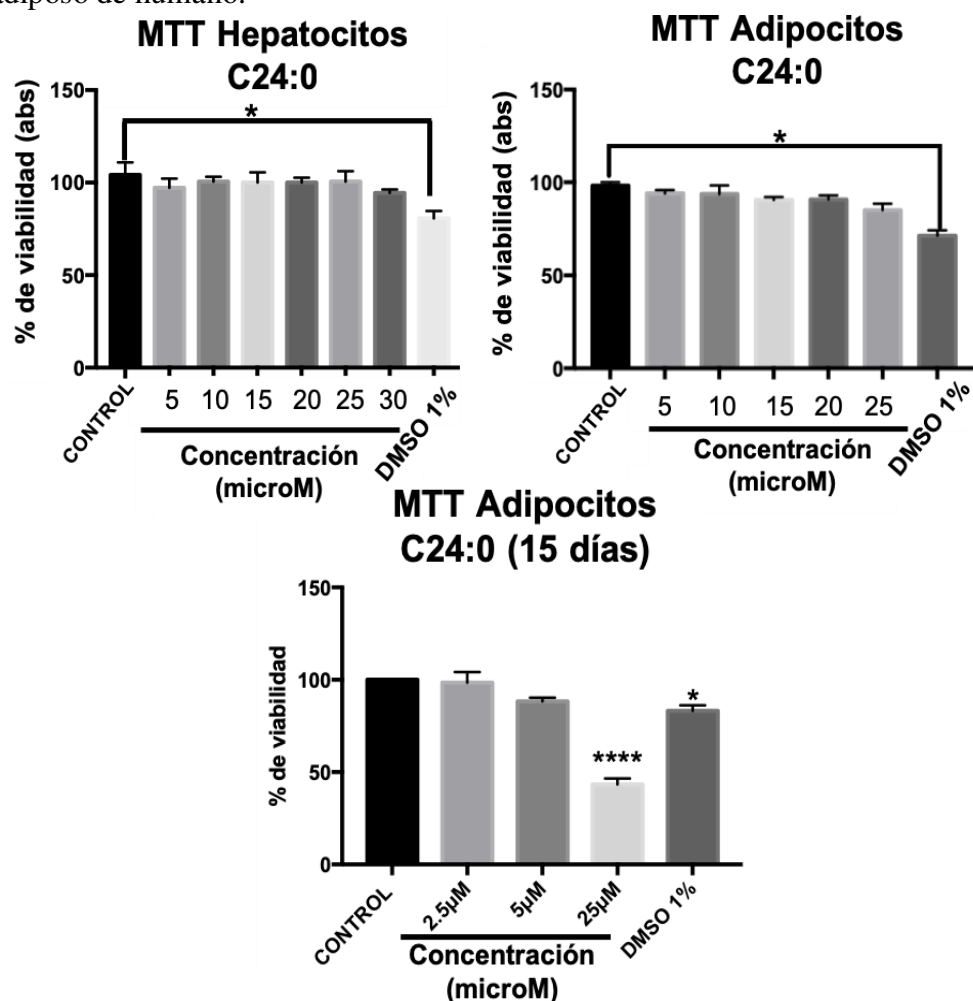 adiposo de humano.
MTT Hepatocitos
C24:0
% de viabilidad (abs)
150
100
50
0
*
CONTROL
5 10 15 20 25 30
DMSO 1%
Concentración
(microM)
MTT Adipocitos
C24:0
% de viabilidad (abs)
150
100
50
0
*
CONTROL
5 10 15 20 25
DMSO 1%
Concentración
(microM)
MTT Adipocitos
C24:0 (15 días)
% de viabilidad
150
100
50
0
****
*
CONTROL
2.5µM
5µM
25µM
DMSO 1%
Concentración
(microM)